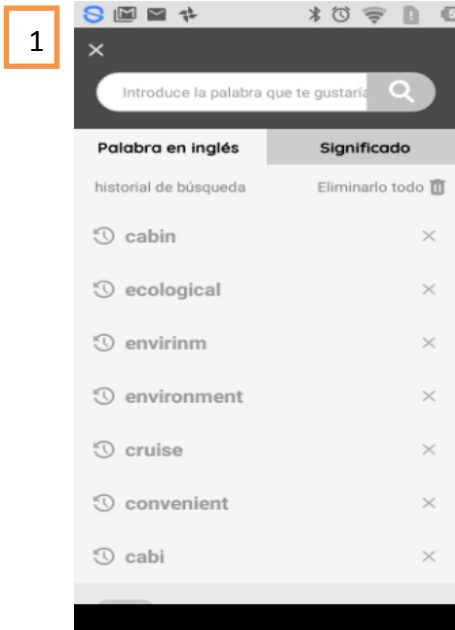 1
Introduce la palabra que te gustaría
Palabra en inglés Significado
historial de búsqueda Eliminarlo todo
cabin
ecological
envirinm
environment
cruise
convenient
cabi